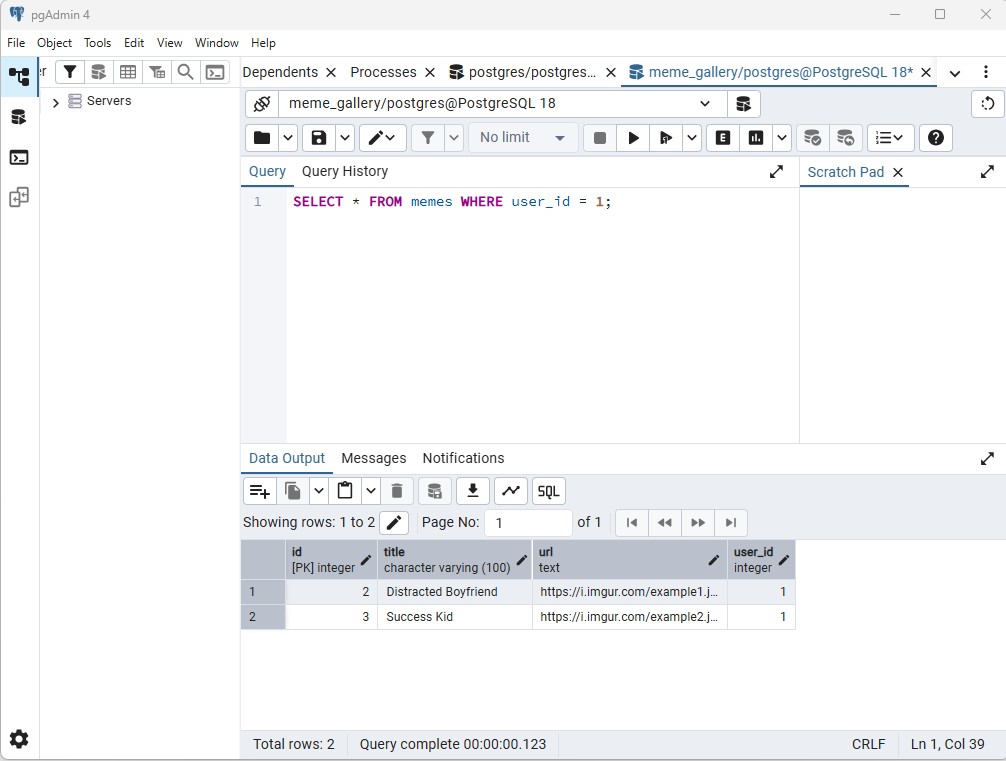 pgAdmin 4
File Object Tools Edit View Window Help
er Dependents Processes postgres/postgres... meme_gallery/postgres@PostgreSQL 18*
Servers
meme_gallery/postgres@PostgreSQL 18
No limit E
Query Query History Scratch Pad
1 SELECT * FROM memes WHERE user_id = 1;
Data Output Messages Notifications
SQL
Showing rows: 1 to 2 Page No: 1 of 1
id title url user_id
[PK] integer character varying (100) text integer
1 2 Distracted Boyfriend https://i.imgur.com/example1.j... 1
2 3 Success Kid https://i.imgur.com/example2.j... 1
Total rows: 2 Query complete 00:00:00.123 CRLF Ln 1, Col 39